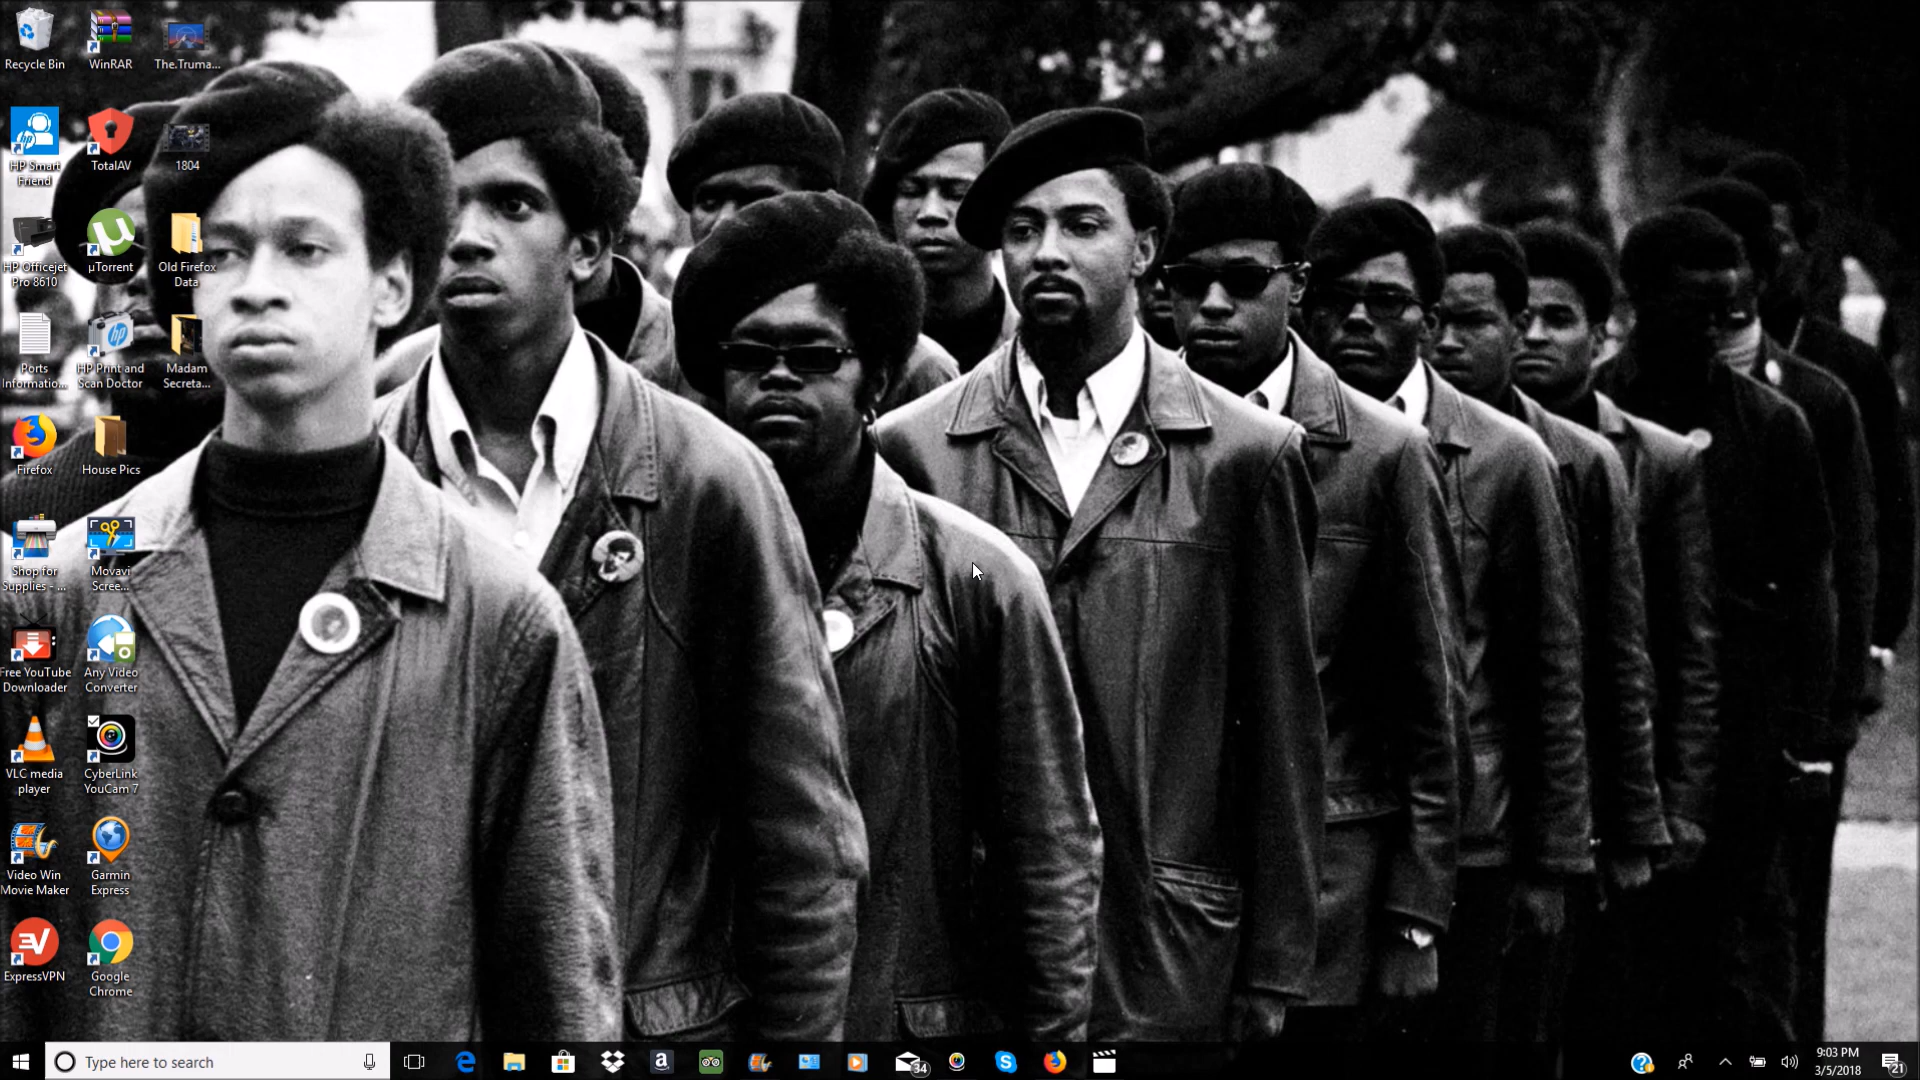 Recycle Bin
WinRAR
The.Truma...
HP Smart
Friend
TotalAV
1804
HP Officejet
Pro 8610
µTorrent
Old Firefox
Data
Ports
Informatio...
HP Print and
Scan Doctor
Madam
Secreta...
Firefox
House Pics
Shop for
Supplies - ...
Movavi
Scree...
Free YouTube
Downloader
Any Video
Converter
VLC media
player
CyberLink
YouCam 7
Video Win
Movie Maker
Garmin
Express
ExpressVPN
Google
Chrome
Type here to search
34
9:03 PM
3/5/2018
21